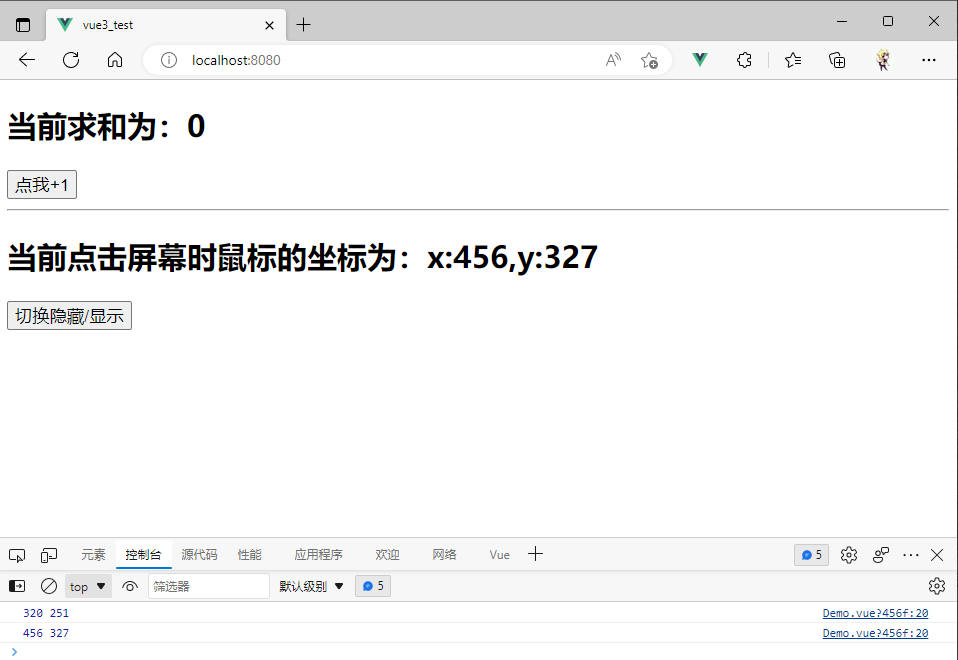 vue3_test
localhost:8080
当前求和为：0
点我+1
当前点击屏幕时鼠标的坐标为：x:456,y:327
切换隐藏/显示
元素 控制台 源代码 性能 应用程序 欢迎 网络 Vue 5
top 筛选器 默认级别 5
320 251 Demo.vue?456f:20
456 327 Demo.vue?456f:20